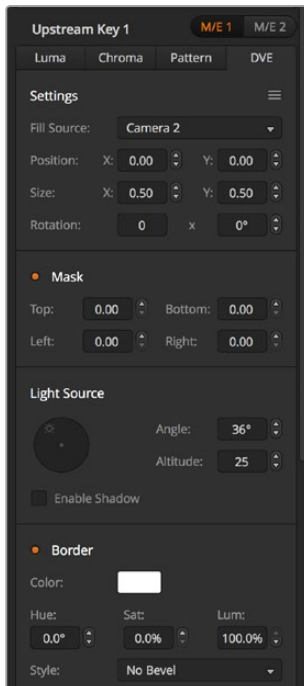 Upstream Key 1 M/E 1 M/E 2
Luma Chroma Pattern DVE
Settings
Fill Source: Camera 2
Position: X: 0.00 Y: 0.00
Size: X: 0.50 Y: 0.50
Rotation: 0 x 0°
Mask
Top: 0.00 Bottom: 0.00
Left: 0.00 Right: 0.00
Light Source
Angle: 36°
Altitude: 25
Enable Shadow
Border
Color:
Hue: Sat: Lum:
0.0° 0.0% 100.0%
Style: No Bevel